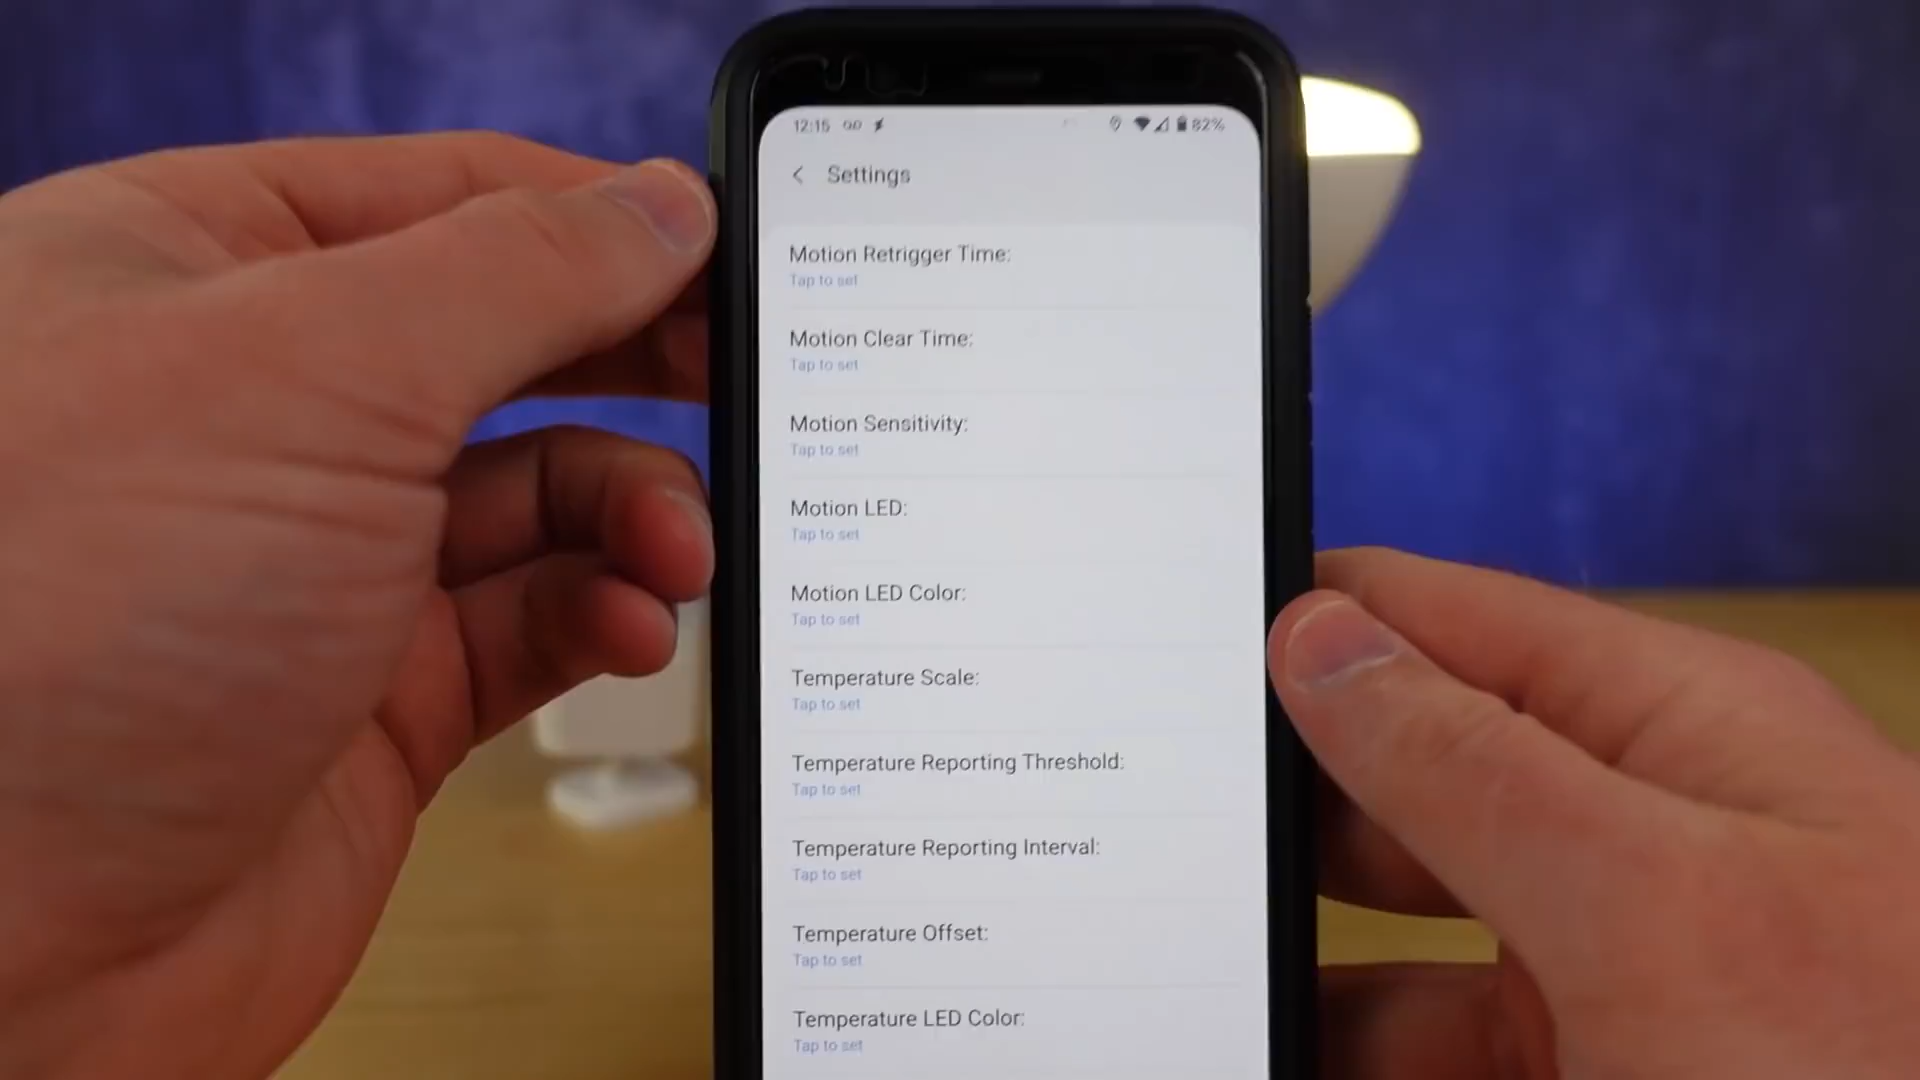 12:15 82%
Settings
Motion Retrigger Time:
Tap to set
Motion Clear Time:
Tap to set
Motion Sensitivity:
Tap to set
Motion LED:
Tap to set
Motion LED Color:
Tap to set
Temperature Scale:
Tap to set
Temperature Reporting Threshold:
Tap to set
Temperature Reporting Interval:
Tap to set
Temperature Offset:
Tap to set
Temperature LED Color:
Tap to set